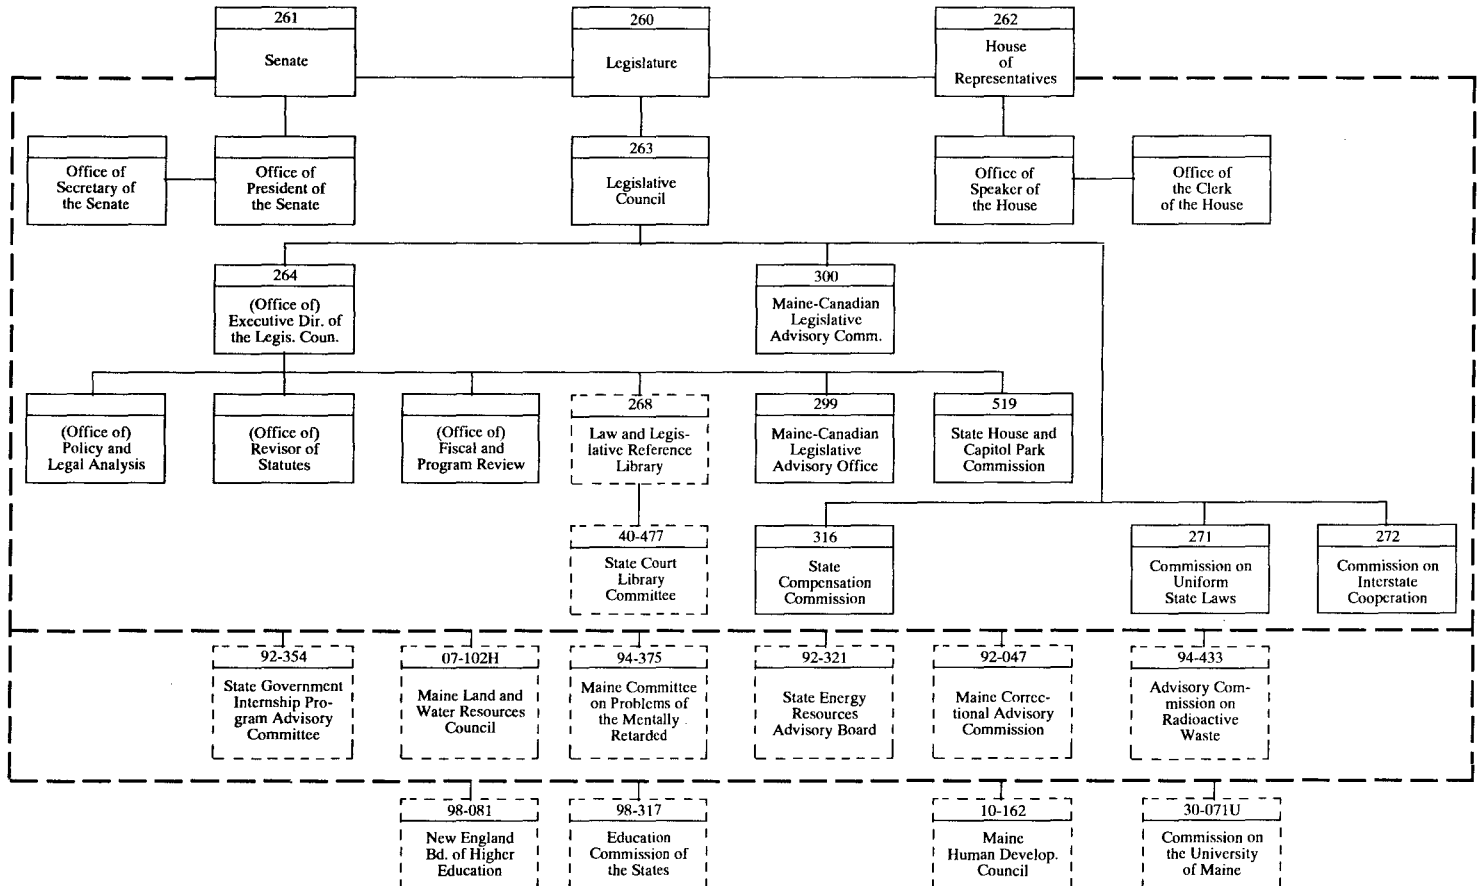 261
Senate
260
Legislature
262
House
of
Representatives
Office of
Secretary of
the Senate
Office of
President of
the Senate
263
Legislative
Council
Office of
Speaker of
the House
Office of
the Clerk
of the House
264
(Office of)
Executive Dir. of
the Legis. Coun.
300
Maine-Canadian
Legislative
Advisory Comm.
(Office of)
Policy and
Legal Analysis
(Office of)
Revisor of
Statutes
(Office of)
Fiscal and
Program Review
268
Law and Legis-
lative Reference
Library
299
Maine-Canadian
Legislative
Advisory Office
519
State House and
Capitol Park
Commission
40-477
State Court
Library
Committee
316
State
Compensation
Commission
271
Commission on
Uniform
State Laws
272
Commission on
Interstate
Cooperation
92-354
State Government
Internship Pro-
gram Advisory
Committee
07-102H
Maine Land and
Water Resources
Council
94-375
Maine Committee
on Problems of
the Mentally
Retarded
92-321
State Energy
Resources
Advisory Board
92-047
Maine Correc-
tional Advisory
Commission
94-433
Advisory Com-
mission on
Radioactive
Waste
98-081
New England
Bd. of Higher
Education
98-317
Education
Commission of
the States
10-162
Maine
Human Develop.
Council
30-071U
Commission on
the University
of Maine